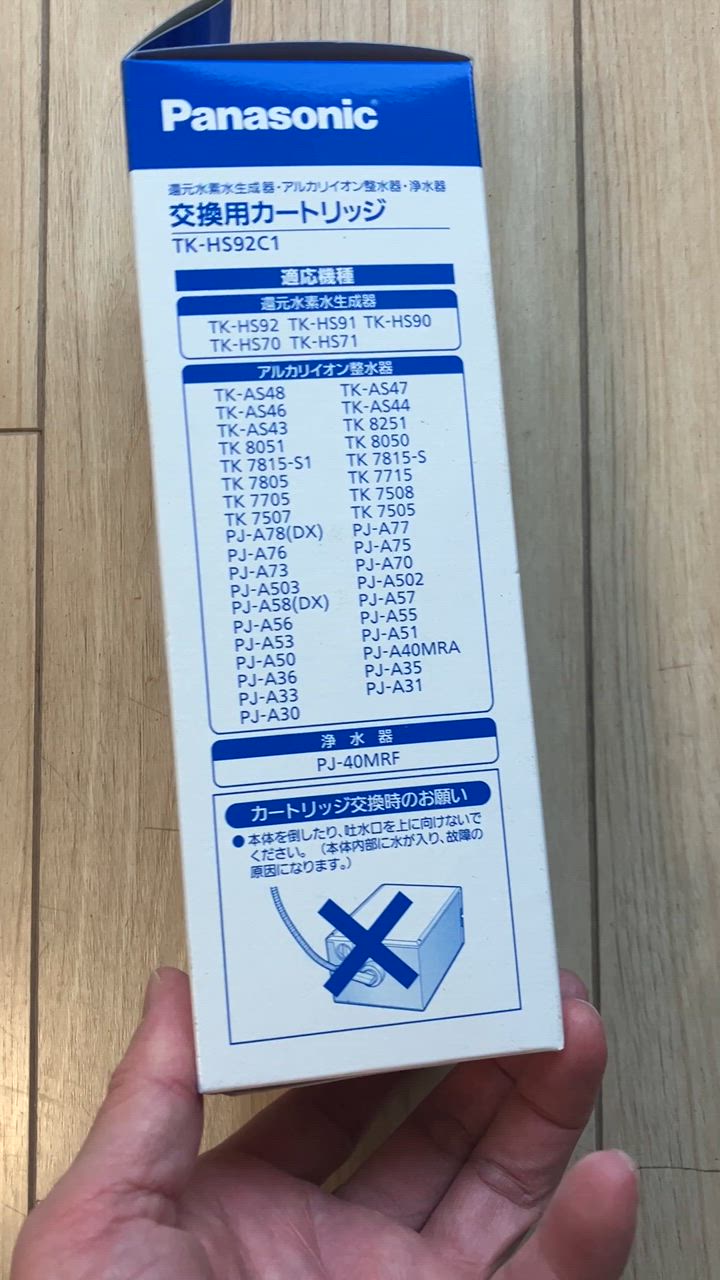 Panasonic
還元水素水生成器・アルカリイオン整水器・浄水器
交換用カートリッジ
TK-HS92C1
適応機種
還元水素水生成器
TK-HS92 TK-HS91 TK-HS90
TK-HS70 TK-HS71
アルカリイオン整水器
TK-AS48 TK-AS47
TK-AS46 TK-AS44
TK-AS43 TK 8251
TK 8051 TK 8050
TK 7815-S1 TK 7815-S
TK 7805 TK 7715
TK 7705 TK 7508
TK 7507 TK 7505
PJ-A78(DX) PJ-A77
PJ-A76 PJ-A75
PJ-A73 PJ-A70
PJ-A503 PJ-A502
PJ-A58(DX) PJ-A57
PJ-A56 PJ-A55
PJ-A53 PJ-A51
PJ-A50 PJ-A40MRA
PJ-A36 PJ-A35
PJ-A33 PJ-A31
PJ-A30
浄水器
PJ-40MRF
カートリッジ交換時のお願い
●本体を倒したり、吐水口を上に向けないで
ください。（本体内部に水が入り、故障の
原因になります。）